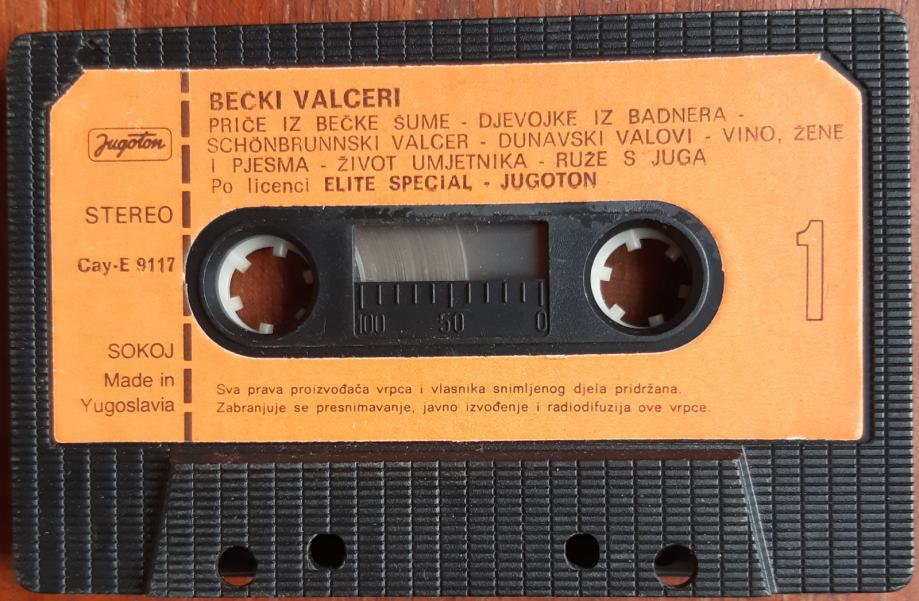 BEČKI VALCERI
PRIČE IZ BEČKE ŠUME - DJEVOJKE IZ BADNERA -
SCHÖNBRUNNSKI VALCER - DUNAVSKI VALOVI - VINO, ŽENE
I PJESMA - ŽIVOT UMJETNIKA - RUŽE S JUGA
Po licenci ELITE SPECIAL - JUGOTON
Jugoton
STEREO
Cay-E 9117
1
100 50 0
SOKOJ
Made in
Yugoslavia
Sva prava proizvođača vrpca i vlasnika snimljenog djela pridržana.
Zabranjuje se presnimavanje, javno izvođenje i radiodifuzija ove vrpce.